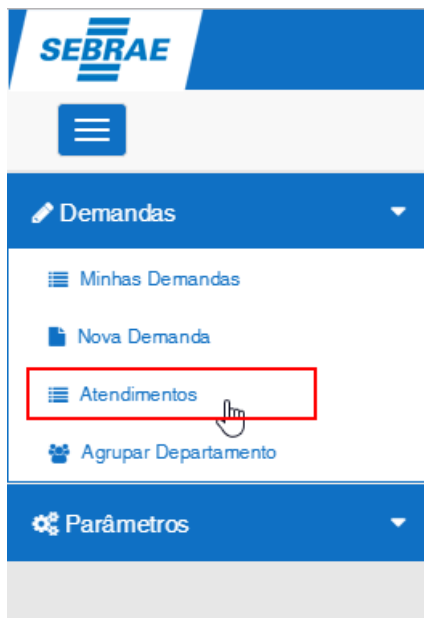 SEBRAE
Demandas
Minhas Demandas
Nova Demanda
Atendimentos
Agrupar Departamento
Parâmetros